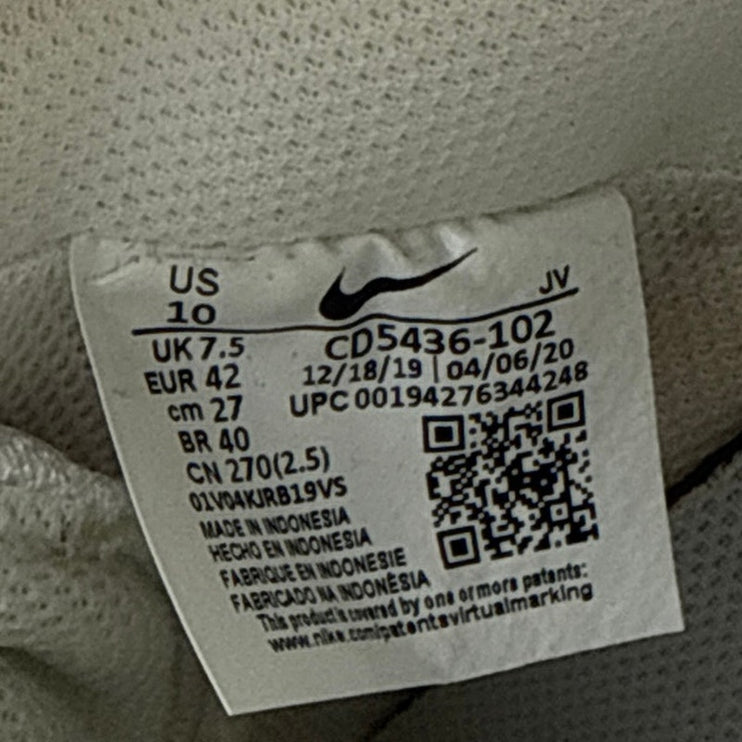 US
10
JV
UK 7.5
CD5436-102
EUR 42
12/18/19 | 04/06/20
cm 27
UPC 00194276344248
BR 40
CN 270(2.5)
01V04KJRB19VS
MADE IN INDONESIA
HECHO EN INDONESIA
FABRIQUE EN INDONESIE
FABRICADO NA INDONÊSIA
This product is covered by one or more patents:
www.nike.com/patentsvirtualmarking